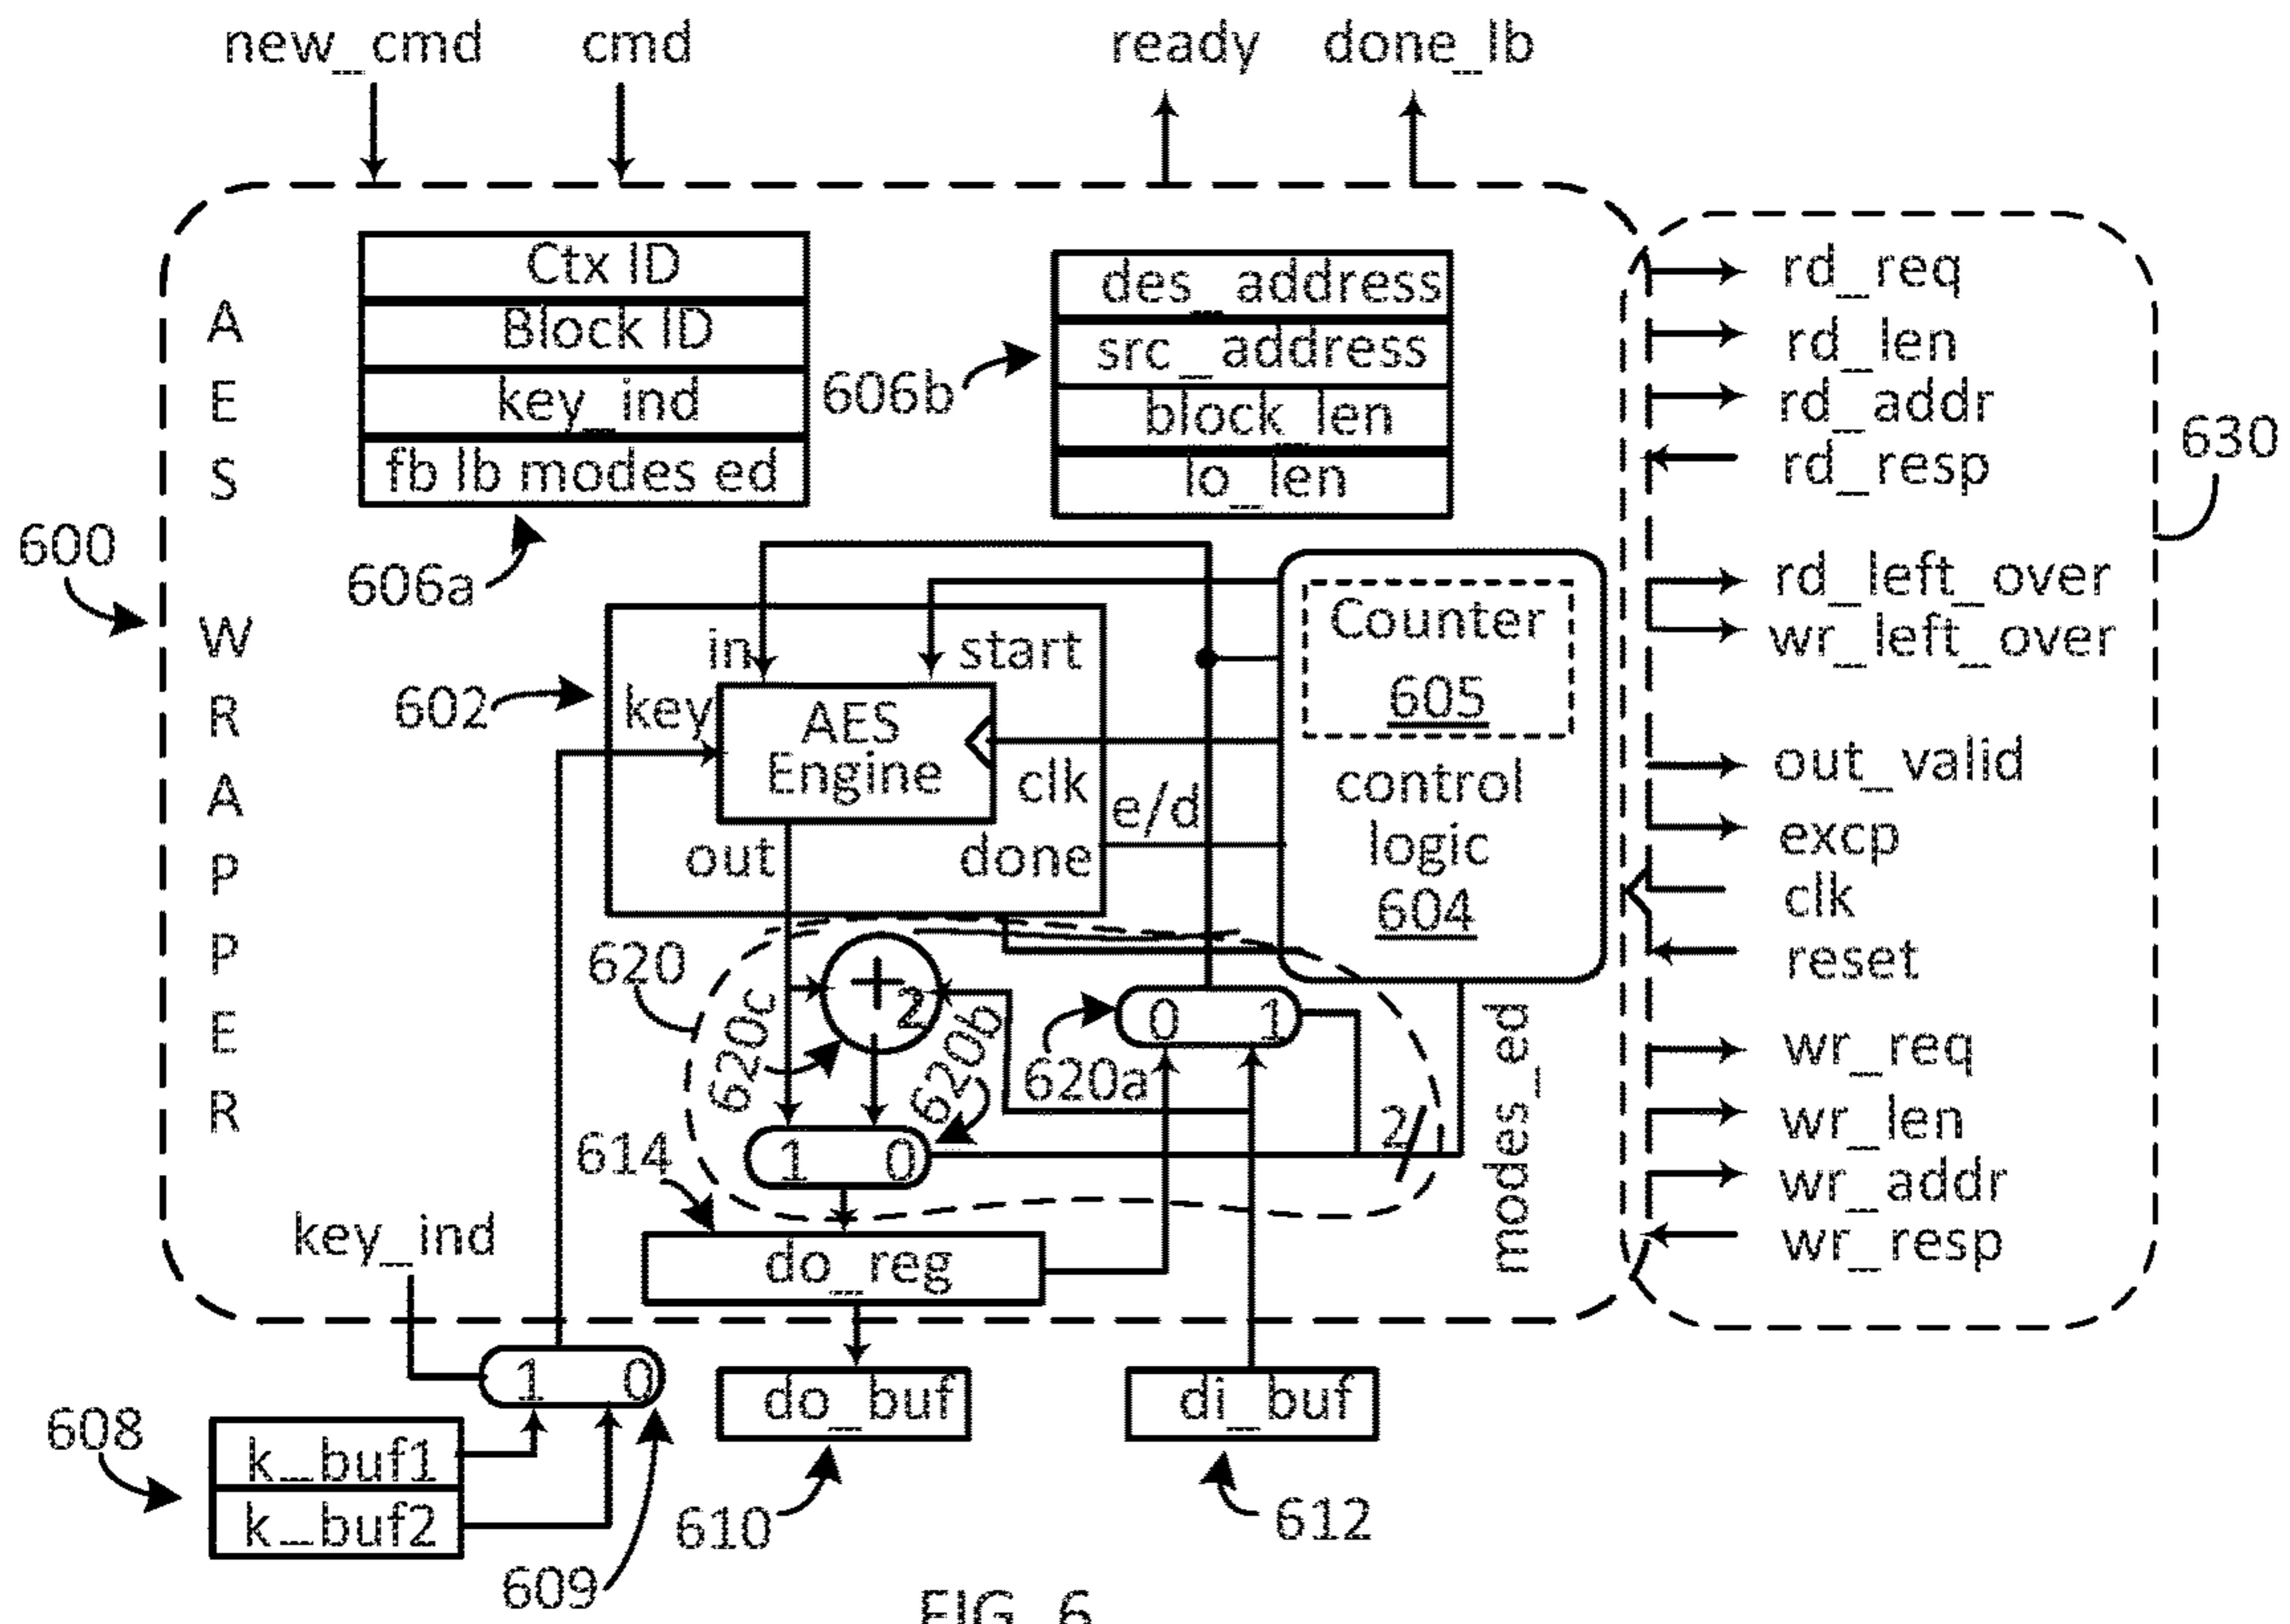 new_cmd
cmd
ready
done_lb
AES WRAPPER
600
Ctx ID
Block ID
key_ind
fb lb modes ed
606a
des_address
src_address
block_len
lo_len
606b
rd_req
rd_len
rd_addr
rd_resp
630
rd_left_over
wr_left_over
out_valid
excp
clk
reset
wr_req
wr_len
wr_addr
wr_resp
602
in
start
key
AES
Engine
clk
out
done
e/d
Counter
605
control
logic
604
620
620c
+2
620b
620a
0 1
2
modes_ed
1 0
614
do_reg
key_ind
1 0
608
k_buf1
k_buf2
609
do_buf
610
di_buf
612
FIG. 6